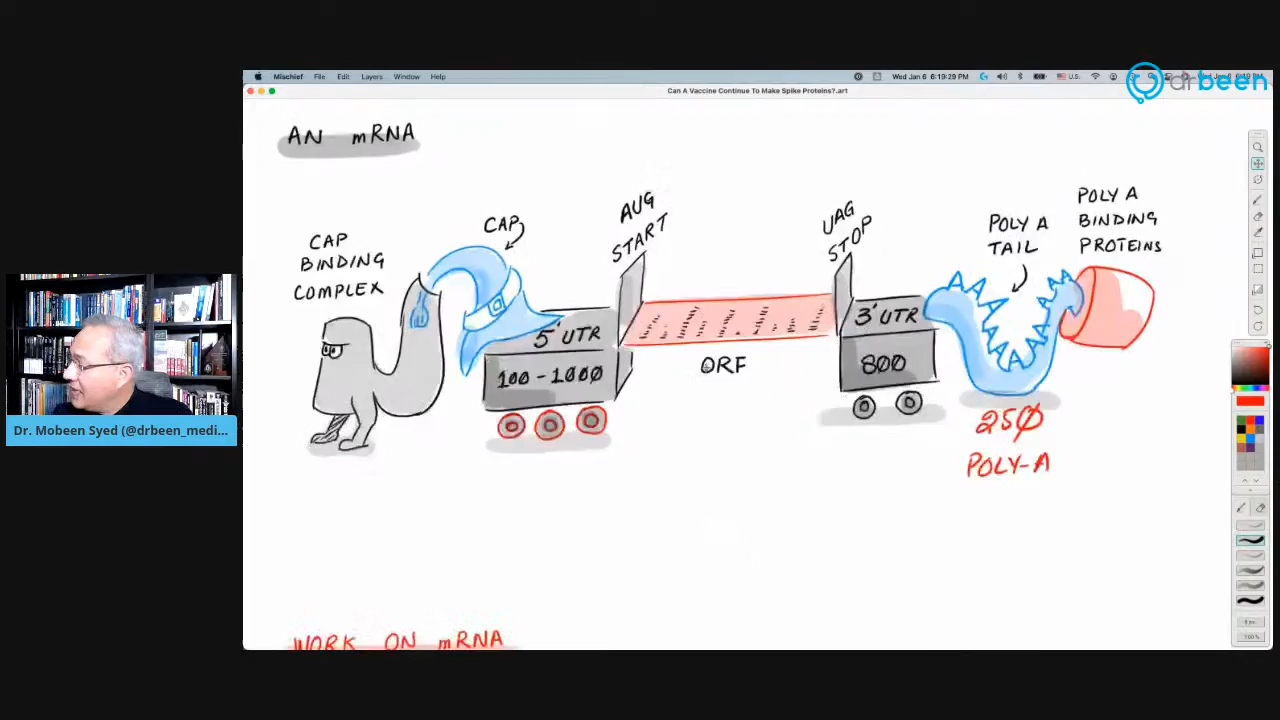 drbeen
Mischief File Edit Layers Window Help
U.S. Wed Jan 6 6:19:29 PM
Can A Vaccine Continue To Make Spike Proteins?.art
AN mRNA
CAP
BINDING
COMPLEX
CAP
AUG
START
UAG
STOP
POLY A
TAIL
POLY A
BINDING
PROTEINS
5' UTR
100-1000
ORF
3' UTR
800
250
POLY-A
WORK ON mRNA
Dr. Mobeen Syed (@drbeen_medi...